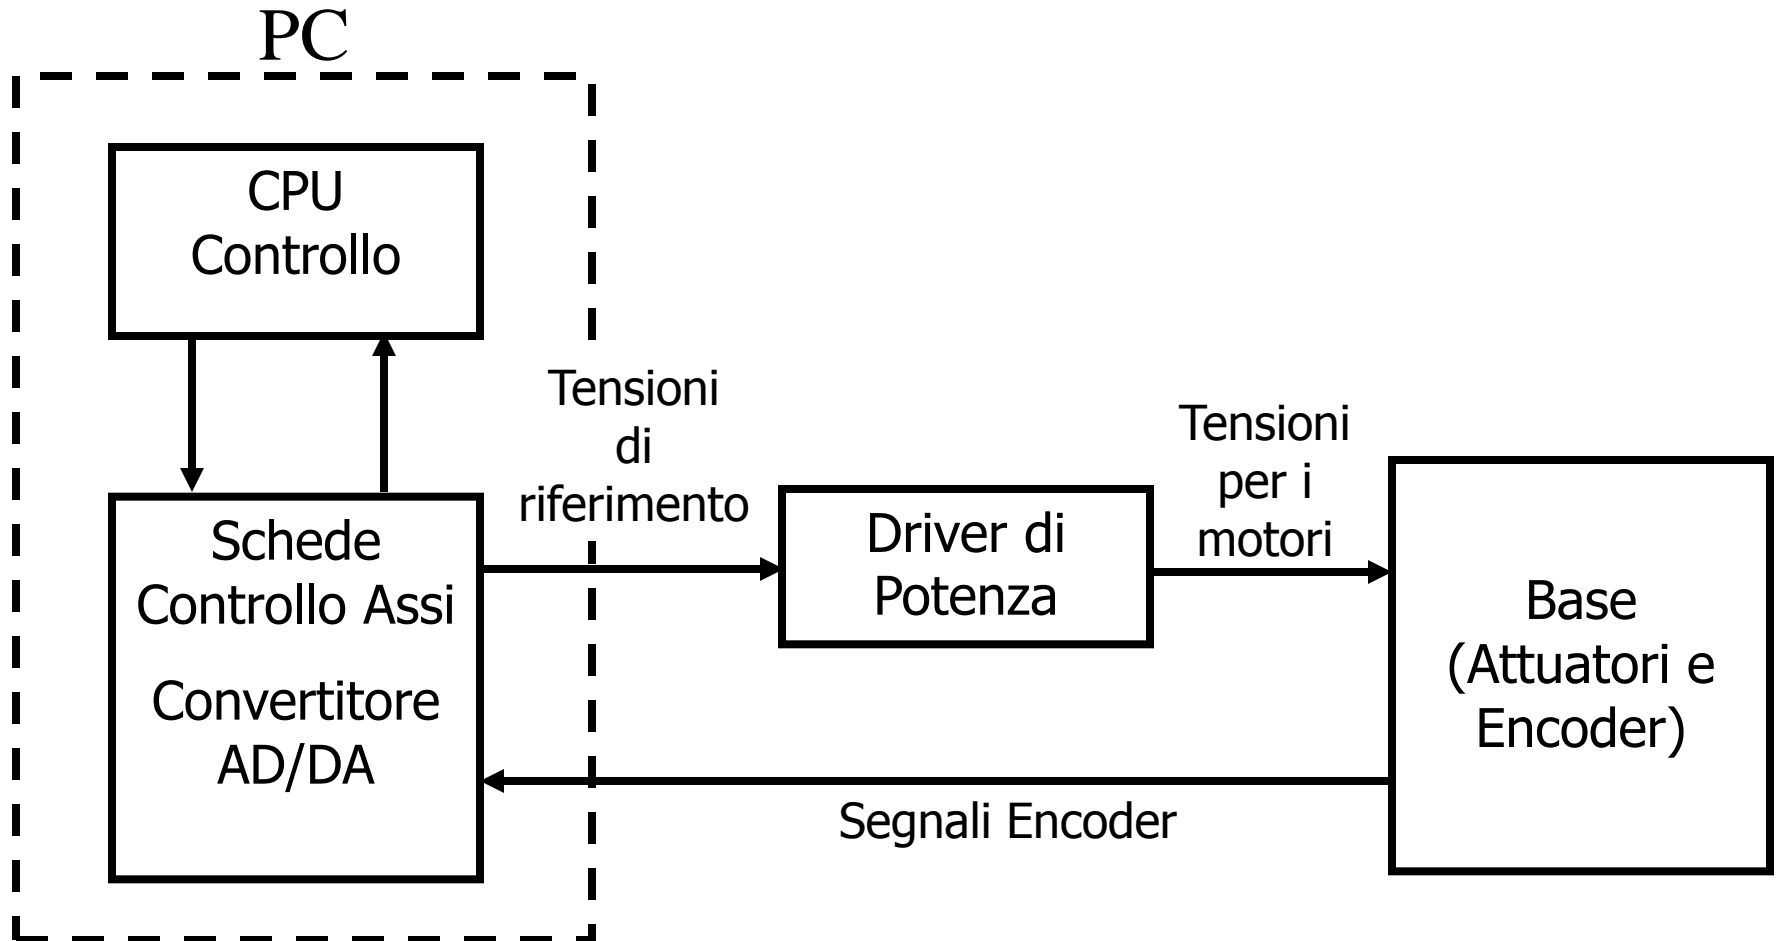 PC
CPU
Controllo
Tensioni
di
riferimento
Tensioni
per i
motori
Schede
Controllo Assi
Convertitore
AD/DA
Driver di
Potenza
Base
(Attuatori e
Encoder)
Segnali Encoder